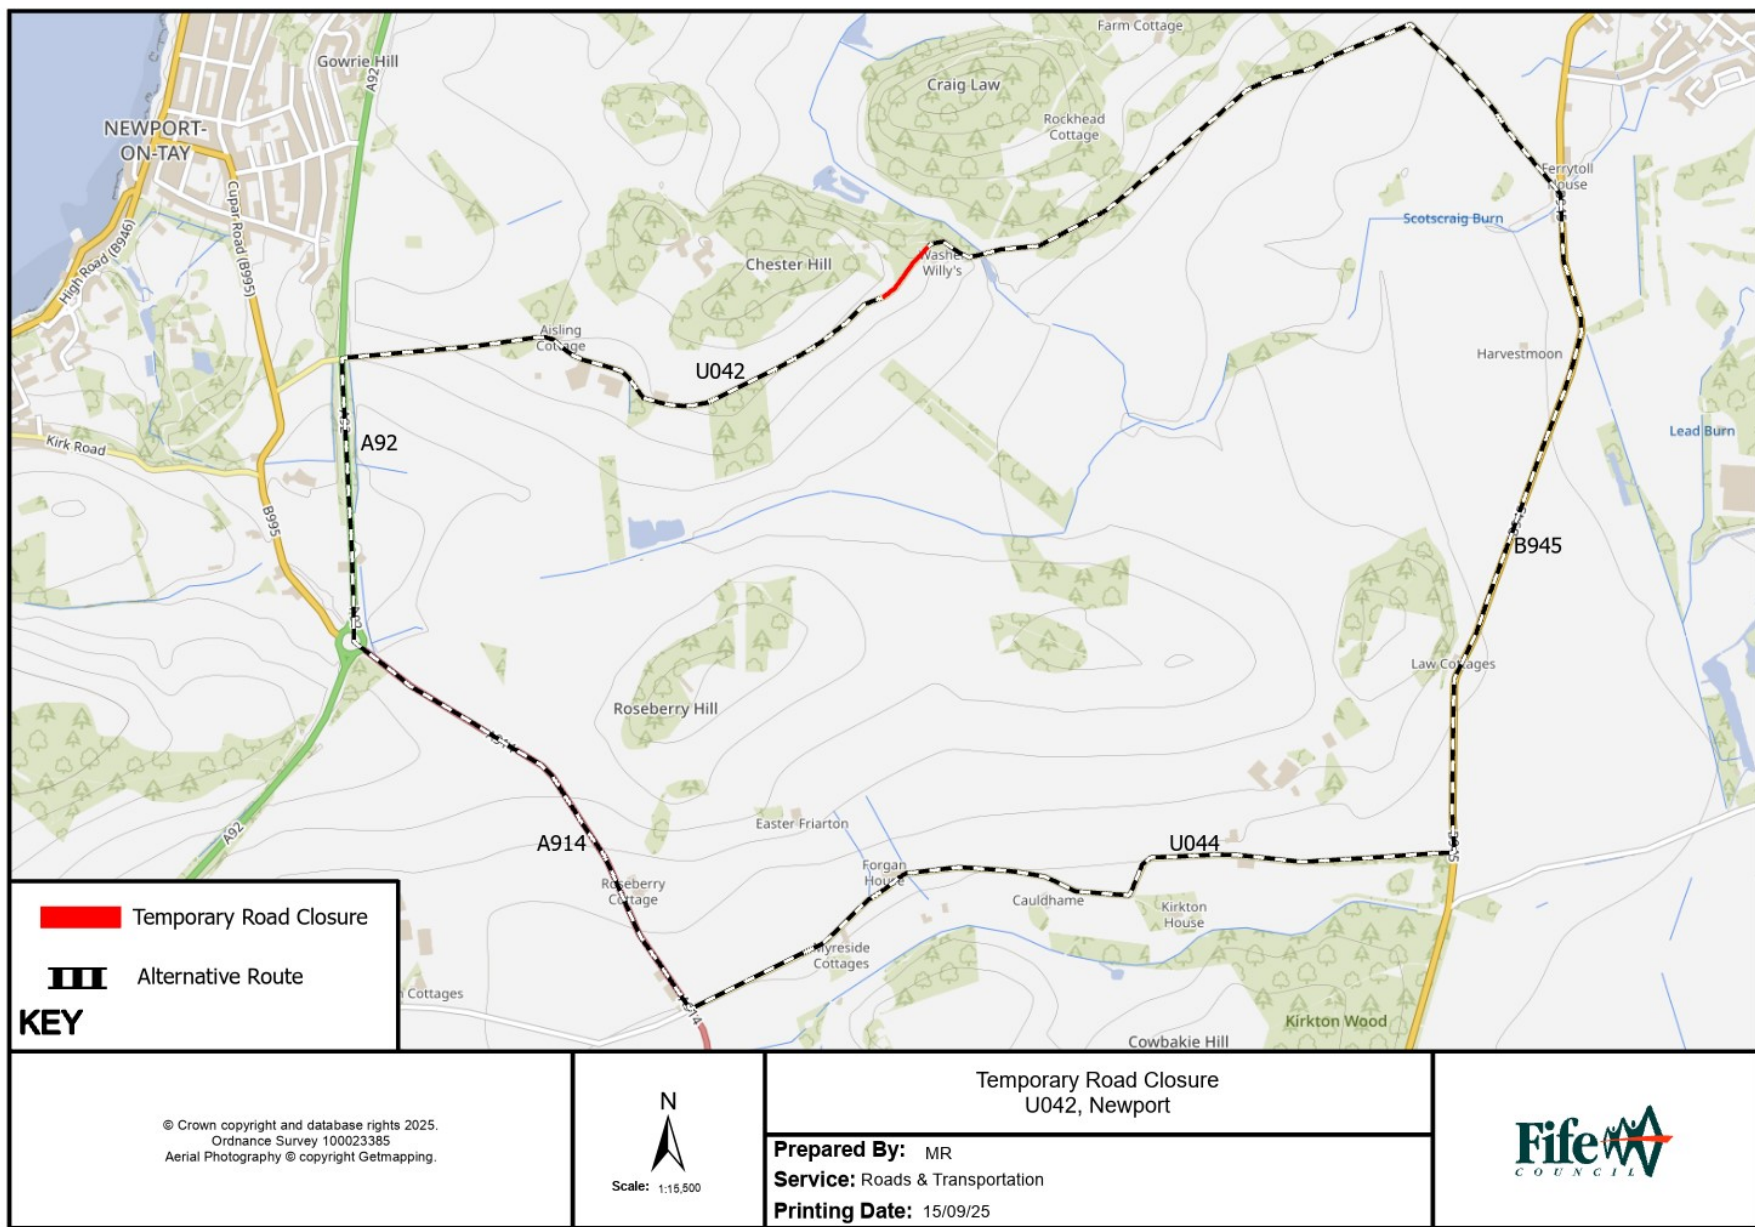 Farm Cottage
Gowrie Hill
A92
Craig Law
Rockhead
Cottage
NEWPORT-
ON-TAY
Cupar Road (B995)
High Road (B946)
Ferrytoll
House
Scotscraig Burn
Chester Hill
Willy's
Aisling
Cottage
U042
Harvestmoon
A92
Kirk Road
Lead Burn
B995
B945
Law Cottages
Roseberry Hill
A92
A914
Easter Friarton
U044
Forgan
House
Roseberry
Cottage
Cauldhame
Kirkton
House
Myreside
Cottages
Cottages
Kirkton Wood
Cowbakie Hill
Temporary Road Closure
Alternative Route
KEY
© Crown copyright and database rights 2025.
Ordnance Survey 100023385
Aerial Photography © copyright Getmapping.
N
Scale: 1:15,500
Temporary Road Closure
U042, Newport
Prepared By: MR
Service: Roads & Transportation
Printing Date: 15/09/25
Fife
COUNCIL